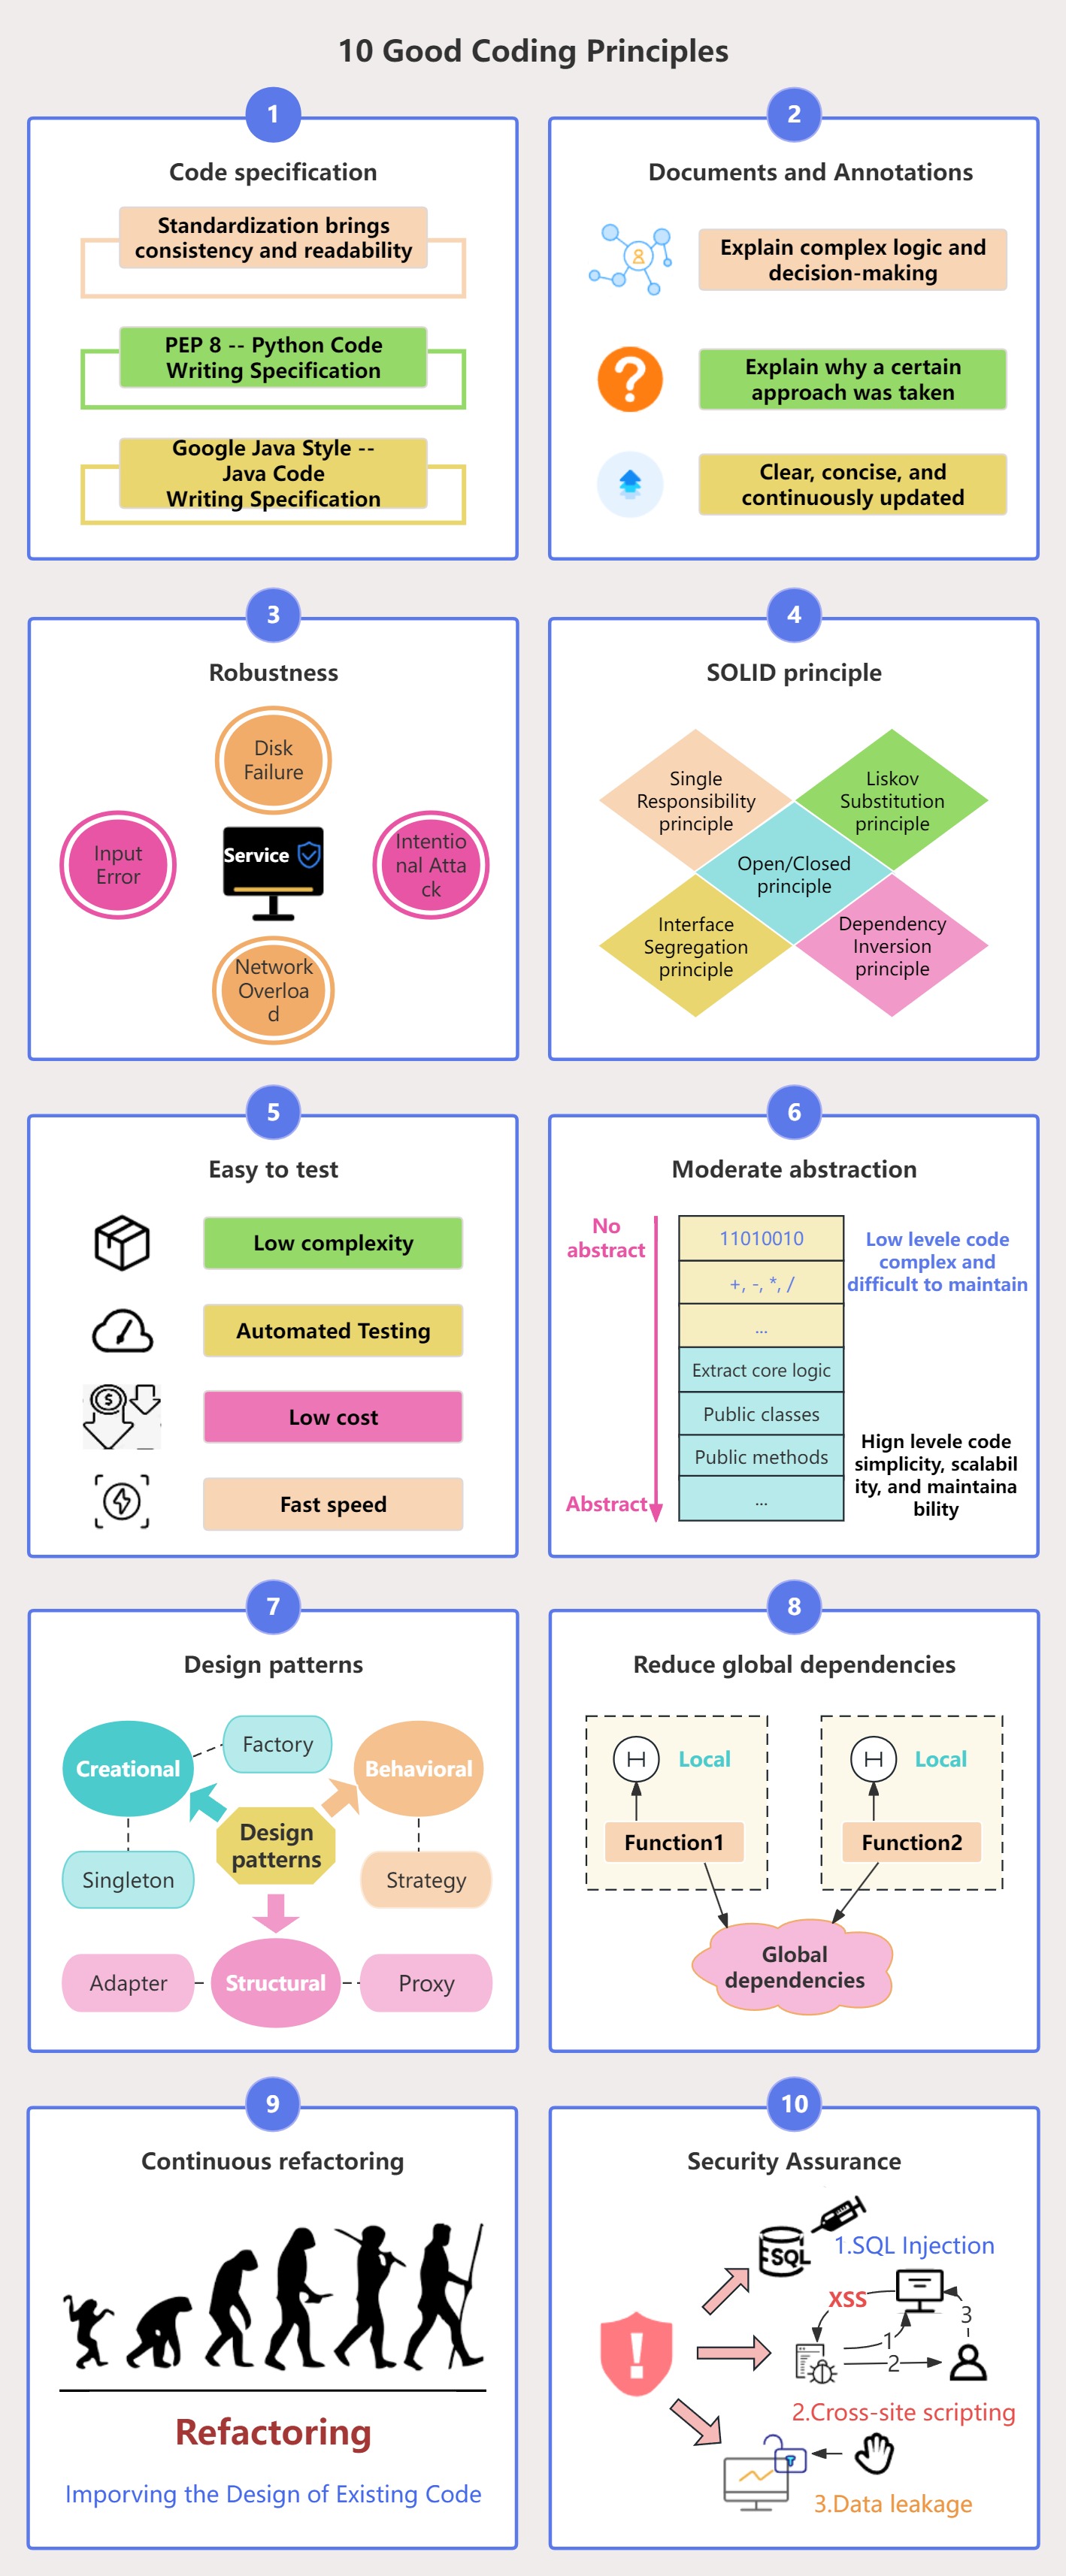 10 Good Coding Principles
1
Code specification
Standardization brings
consistency and readability
PEP 8 -- Python Code
Writing Specification
Google Java Style --
Java Code
Writing Specification
2
Documents and Annotations
Explain complex logic and
decision-making
Explain why a certain
approach was taken
Clear, concise, and
continuously updated
3
Robustness
Disk
Failure
Input
Error
Service
Intentio
nal Atta
ck
Network
Overloa
d
4
SOLID principle
Single
Responsibility
principle
Liskov
Substitution
principle
Open/Closed
principle
Interface
Segregation
principle
Dependency
Inversion
principle
5
Easy to test
Low complexity
Automated Testing
$
Low cost
Fast speed
6
Moderate abstraction
No
abstract
Abstract
11010010
+, -, *, /
...
Extract core logic
Public classes
Public methods
...
Low levele code
complex and
difficult to maintain
Hign levele code
simplicity, scalabil
ity, and maintaina
bility
7
Design patterns
Creational
Factory
Behavioral
Design
patterns
Singleton
Strategy
Adapter
Structural
Proxy
8
Reduce global dependencies
Local
Function1
Local
Function2
Global
dependencies
9
Continuous refactoring
Refactoring
Imporving the Design of Existing Code
10
Security Assurance
SQL
1.SQL Injection
XSS
1
2
3
2.Cross-site scripting
3.Data leakage